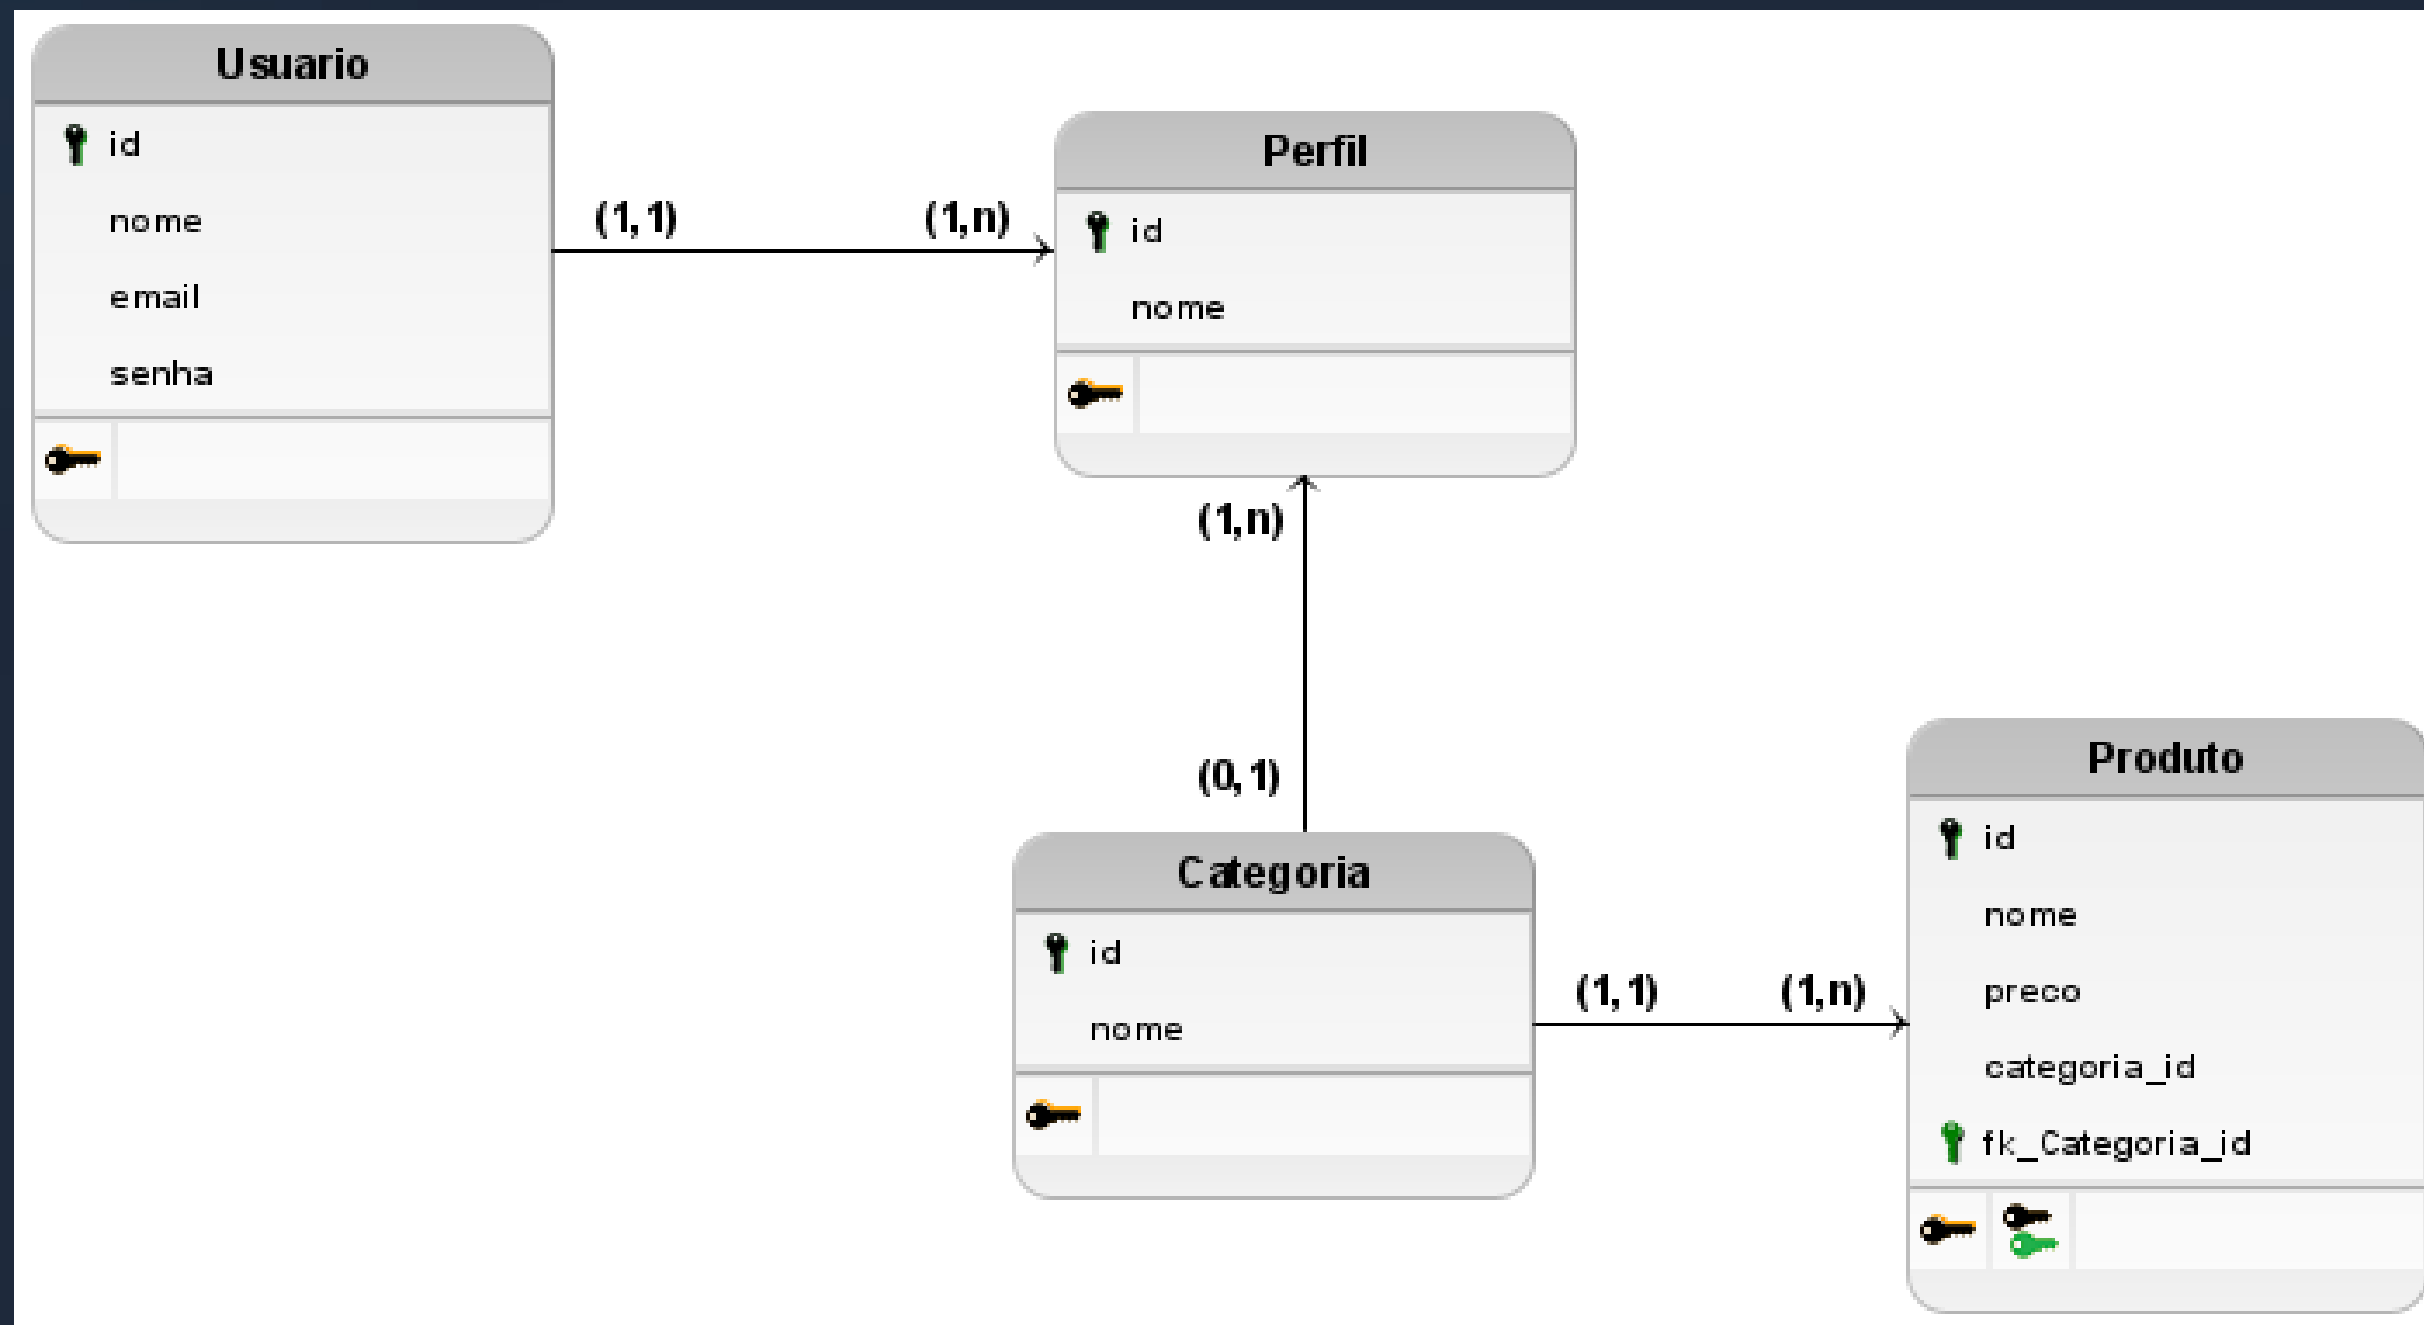 Usuario
id
nome
email
senha
(1,1)
(1,n)
Perfil
id
nome
(1,n)
(0,1)
Categoria
id
nome
(1,1)
(1,n)
Produto
id
nome
preco
categoria_id
fk_Categoria_id